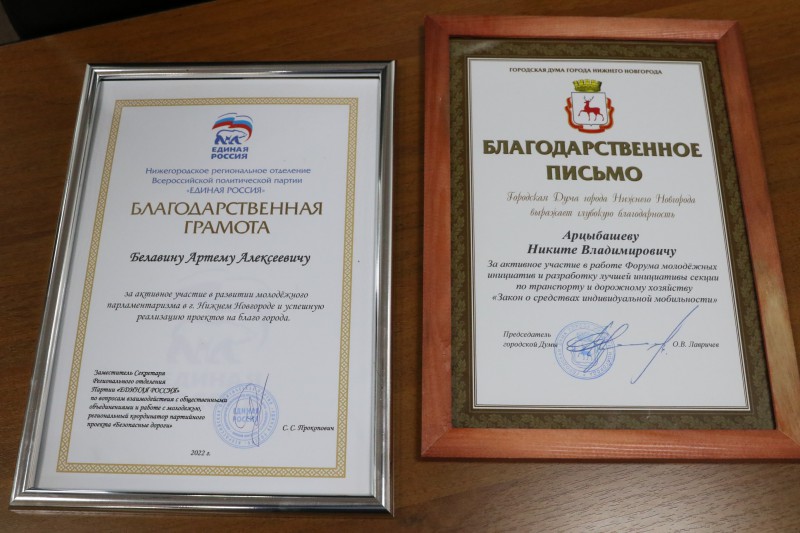 ЕДИНАЯ
РОССИЯ
Нижегородское региональное отделение
Всероссийской политической партии
«ЕДИНАЯ РОССИЯ»
БЛАГОДАРСТВЕННАЯ
ГРАМОТА
Белавину Артему Алексеевичу
за активное участие в развитии молодёжного
парламентаризма в г. Нижнем Новгороде и успешную
реализацию проектов на благо города.
Заместитель Секретаря
Регионального отделения
Партии «ЕДИНАЯ РОССИЯ»
по вопросам взаимодействия с общественными
объединениями и работе с молодежью,
региональный координатор партийного
проекта «Безопасные дороги»
ЕДИНАЯ
РОССИЯ
С. С. Прокопович
2022 г.
ГОРОДСКАЯ ДУМА ГОРОДА НИЖНЕГО НОВГОРОДА
БЛАГОДАРСТВЕННОЕ
ПИСЬМО
Городская Дума города Нижнего Новгорода
выражает глубокую благодарность
Арцыбашеву
Никите Владимировичу
За активное участие в работе Форума молодёжных
инициатив и разработку лучшей инициативы секции
по транспорту и дорожному хозяйству
«Закон о средствах индивидуальной мобильности»
Председатель
городской Думы
О.В. Лавричев